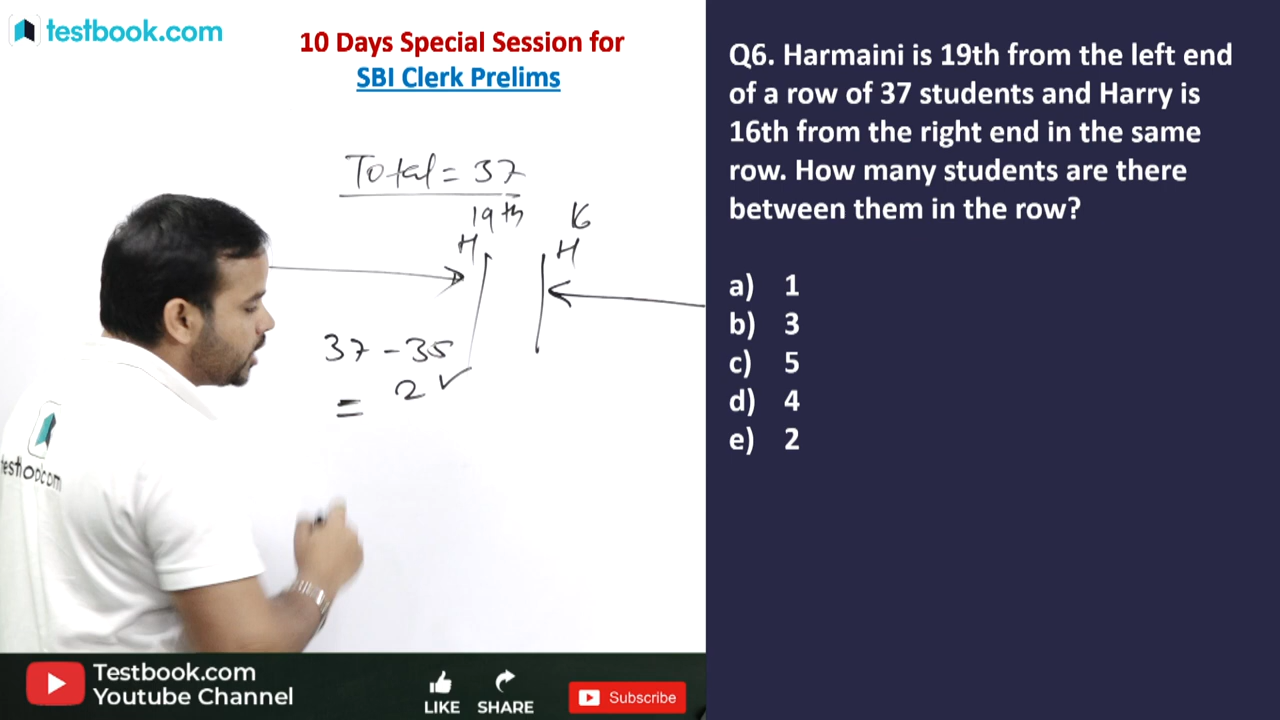 testbook.com
10 Days Special Session for
SBI Clerk Prelims
Total = 37
19th 16
H H
37 - 35
= 2 ✓
testbook.com
Q6. Harmaini is 19th from the left end
of a row of 37 students and Harry is
16th from the right end in the same
row. How many students are there
between them in the row?
a) 1
b) 3
c) 5
d) 4
e) 2
Testbook.com
Youtube Channel
LIKE SHARE
Subscribe